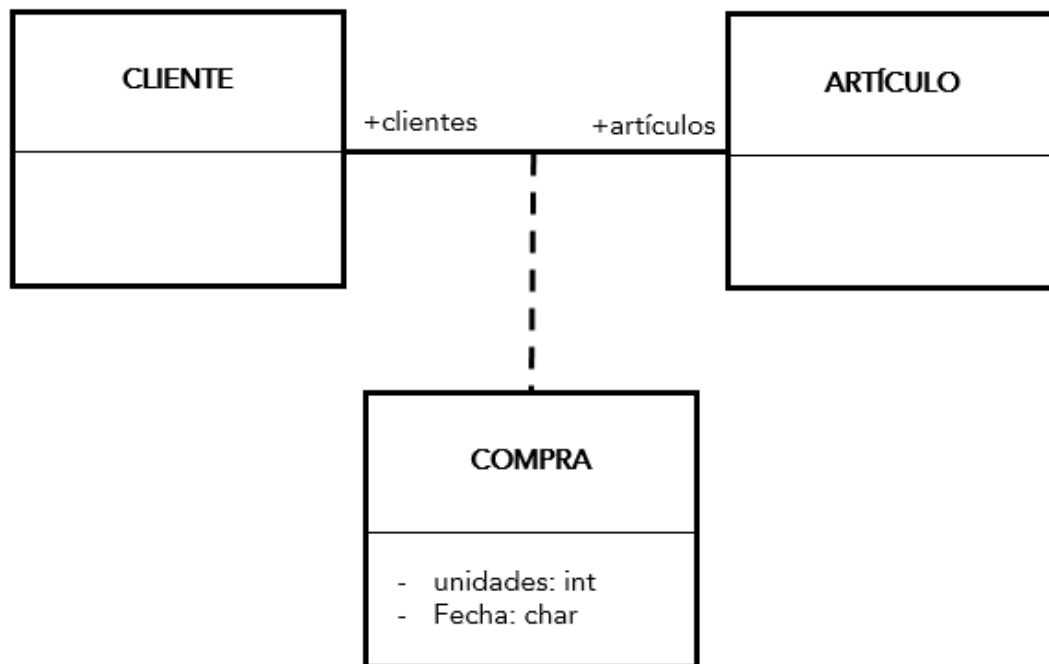 CLIENTE
ARTÍCULO
+clientes
+artículos
COMPRA
- unidades: int
- Fecha: char